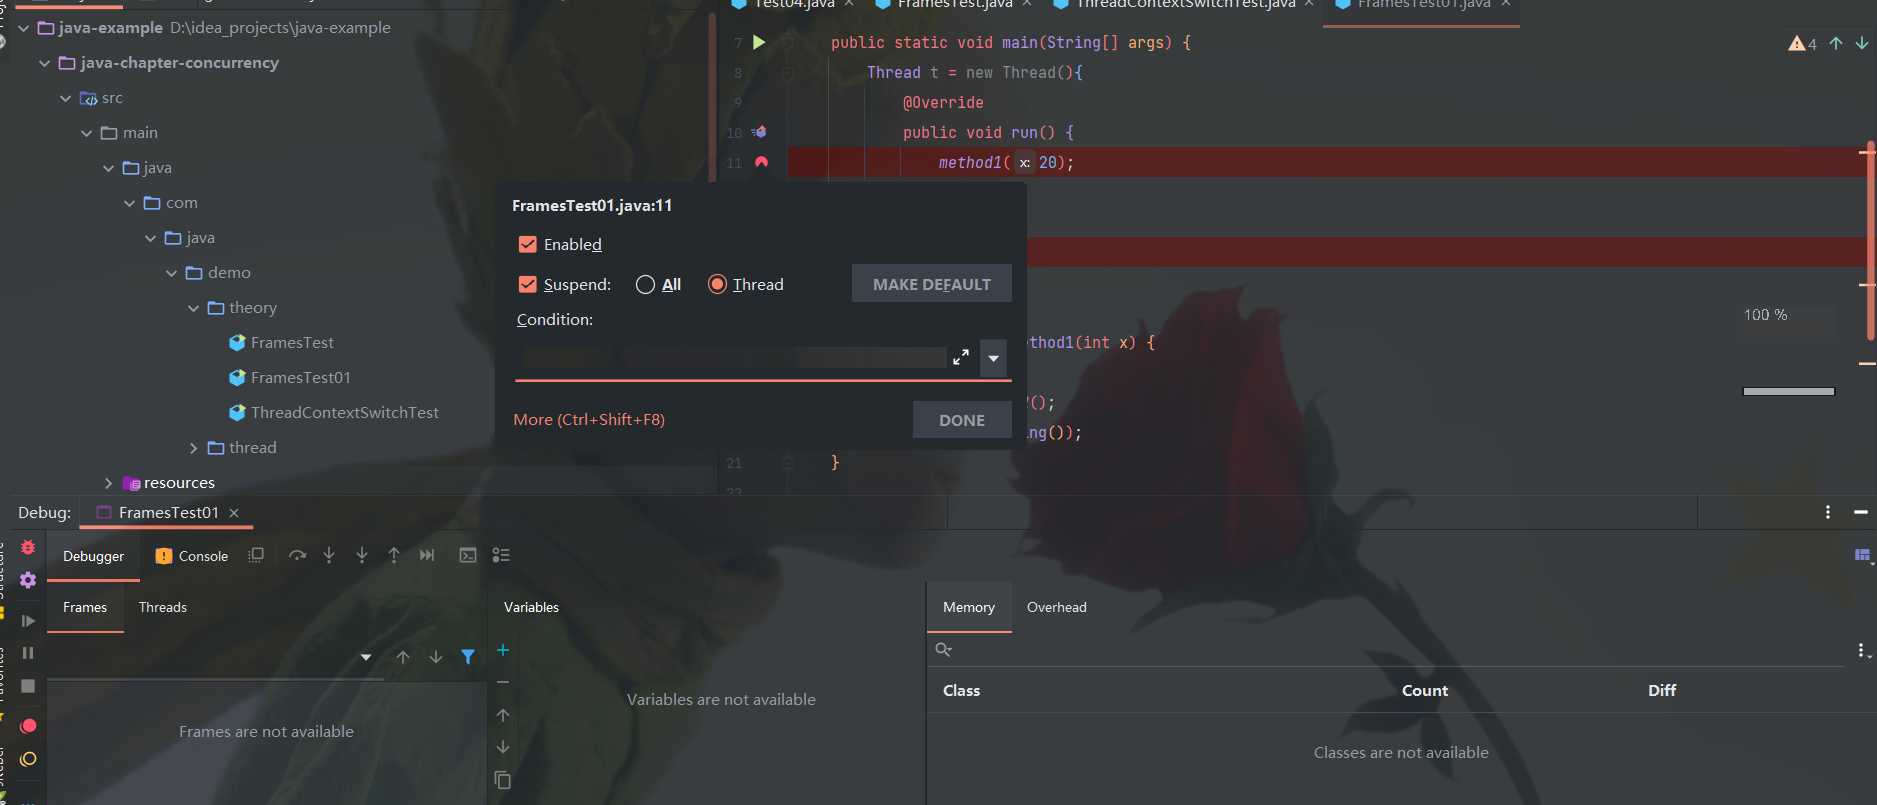 java-example D:\idea_projects\java-example
java-chapter-concurrency
src
main
java
com
java
demo
theory
FramesTest
FramesTest01
ThreadContextSwitchTest
thread
resources
Test04.java
FramesTest.java
ThreadContextSwitchTest.java
FramesTest01.java
7 public static void main(String[] args) {
8 Thread t = new Thread(){
9 @Override
10 public void run() {
11 method1( x: 20);
4
thod1(int x) {
();
ng());
21 }
22
100 %
FramesTest01.java:11
Enabled
Suspend: All Thread MAKE DEFAULT
Condition:
More (Ctrl+Shift+F8) DONE
Debug: FramesTest01
Debugger Console
Frames Threads
Variables
Memory Overhead
Class Count Diff
Frames are not available
Variables are not available
Classes are not available
Favorites